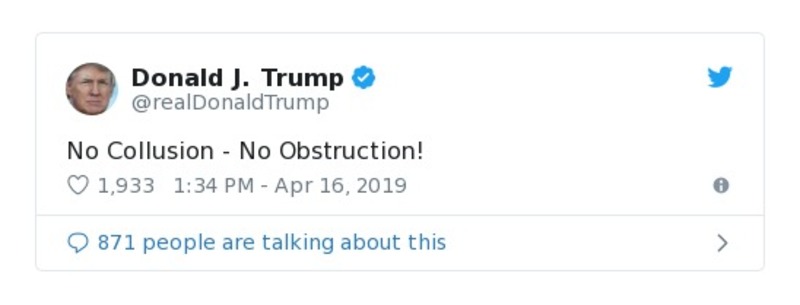 Donald J. Trump
@realDonaldTrump
No Collusion - No Obstruction!
1,933 1:34 PM - Apr 16, 2019
871 people are talking about this